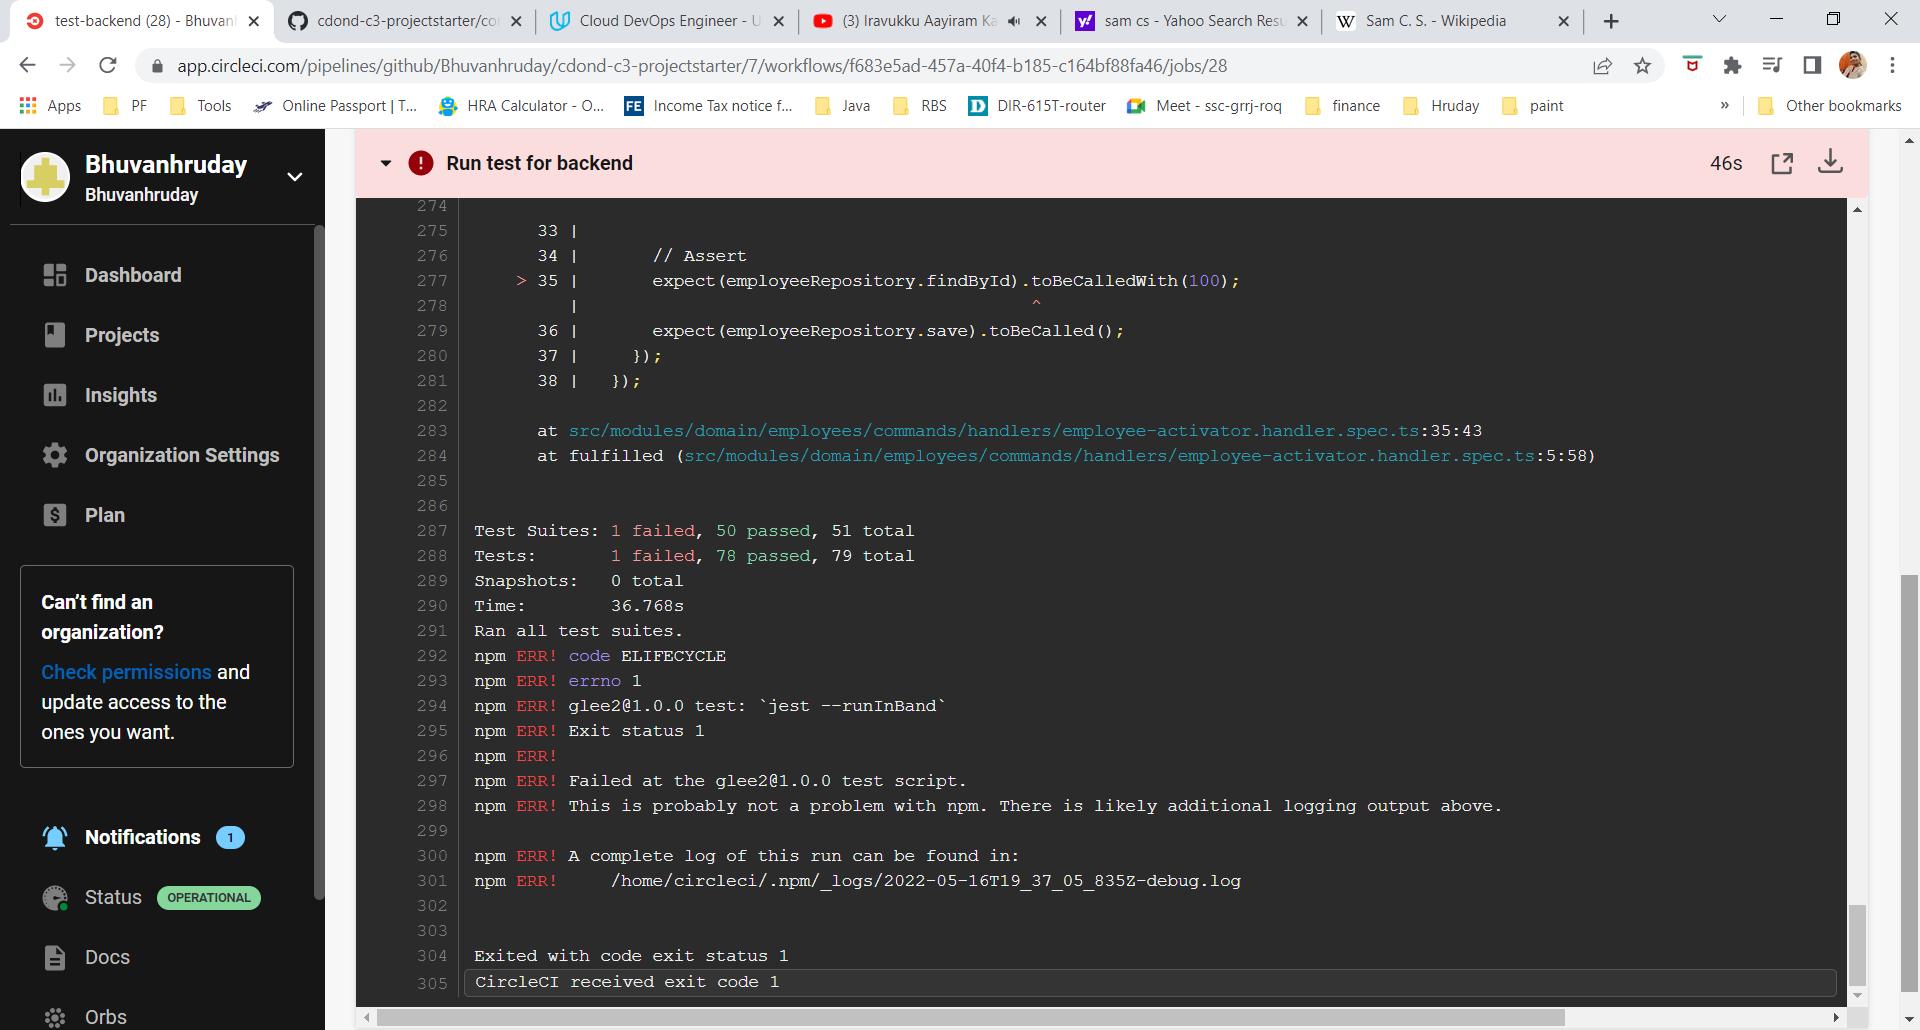 test-backend (28) - Bhuvanl
cdond-c3-projectstarter/cor
Cloud DevOps Engineer - U
(3) Iravukku Aayiram Ka
sam cs - Yahoo Search Resu
Sam C. S. - Wikipedia
app.circleci.com/pipelines/github/Bhuvanhruday/cdond-c3-projectstarter/7/workflows/f683e5ad-457a-40f4-b185-c164bf88fa46/jobs/28
Apps
PF
Tools
Online Passport | T...
HRA Calculator - O...
FE
Income Tax notice f...
Java
RBS
D
DIR-615T-router
Meet - ssc-grrj-roq
finance
Hruday
paint
»
Other bookmarks
Bhuvanhruday
Bhuvanhruday
Dashboard
Projects
Insights
Organization Settings
Plan
Can't find an
organization?
Check permissions and
update access to the
ones you want.
Notifications 1
Status OPERATIONAL
Docs
Orbs
Run test for backend
46s
274
275 33 |
276 34 | // Assert
277 > 35 | expect(employeeRepository.findById).toBeCalledWith(100);
278 | ^
279 36 | expect(employeeRepository.save).toBeCalled();
280 37 | });
281 38 | });
282
283 at src/modules/domain/employees/commands/handlers/employee-activator.handler.spec.ts:35:43
284 at fulfilled (src/modules/domain/employees/commands/handlers/employee-activator.handler.spec.ts:5:58)
285
286
287 Test Suites: 1 failed, 50 passed, 51 total
288 Tests: 1 failed, 78 passed, 79 total
289 Snapshots: 0 total
290 Time: 36.768s
291 Ran all test suites.
292 npm ERR! code ELIFECYCLE
293 npm ERR! errno 1
294 npm ERR! glee2@1.0.0 test: `jest --runInBand`
295 npm ERR! Exit status 1
296 npm ERR!
297 npm ERR! Failed at the glee2@1.0.0 test script.
298 npm ERR! This is probably not a problem with npm. There is likely additional logging output above.
299
300 npm ERR! A complete log of this run can be found in:
301 npm ERR! /home/circleci/.npm/_logs/2022-05-16T19_37_05_835Z-debug.log
302
303
304 Exited with code exit status 1
305 CircleCI received exit code 1